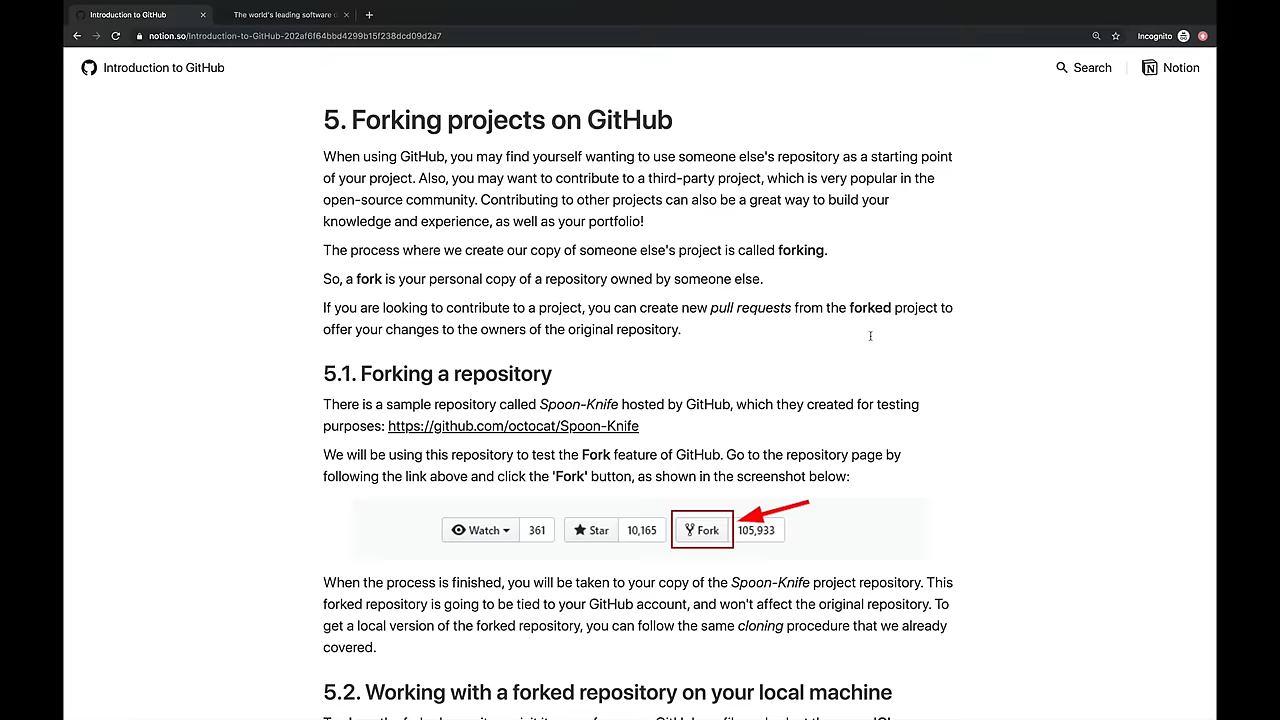 Introduction to GitHub
The world's leading software d
notion.so/Introduction-to-GitHub-202af6f64bbd4299b15f238dcd09d2a7
Incognito
Introduction to GitHub
Search
Notion
5. Forking projects on GitHub
When using GitHub, you may find yourself wanting to use someone else's repository as a starting point
of your project. Also, you may want to contribute to a third-party project, which is very popular in the
open-source community. Contributing to other projects can also be a great way to build your
knowledge and experience, as well as your portfolio!
The process where we create our copy of someone else's project is called forking.
So, a fork is your personal copy of a repository owned by someone else.
If you are looking to contribute to a project, you can create new pull requests from the forked project to
offer your changes to the owners of the original repository.
5.1. Forking a repository
There is a sample repository called Spoon-Knife hosted by GitHub, which they created for testing
purposes: https://github.com/octocat/Spoon-Knife
We will be using this repository to test the Fork feature of GitHub. Go to the repository page by
following the link above and click the 'Fork' button, as shown in the screenshot below:
Watch 361 Star 10,165 Fork 105,933
When the process is finished, you will be taken to your copy of the Spoon-Knife project repository. This
forked repository is going to be tied to your GitHub account, and won't affect the original repository. To
get a local version of the forked repository, you can follow the same cloning procedure that we already
covered.
5.2. Working with a forked repository on your local machine